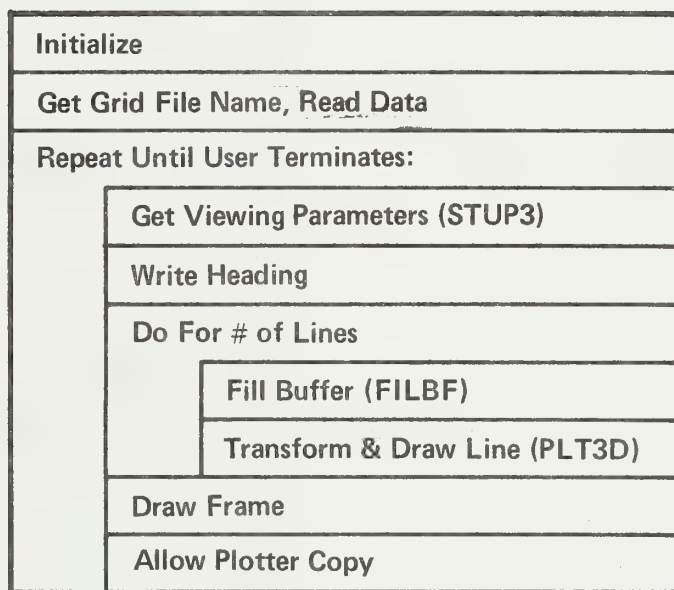 Initialize
Get Grid File Name, Read Data
Repeat Until User Terminates:
Get Viewing Parameters (STUP3)
Write Heading
Do For # of Lines
Fill Buffer (FILBF)
Transform & Draw Line (PLT3D)
Draw Frame
Allow Plotter Copy